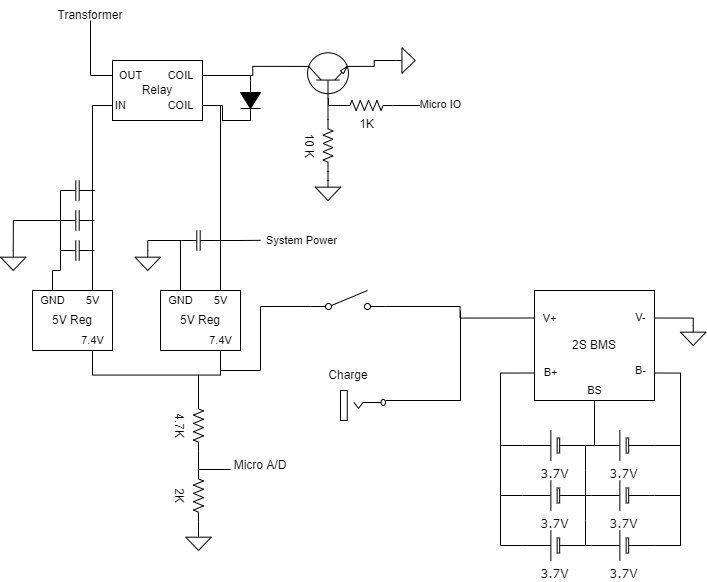 Transformer
OUT COIL
Relay
IN COIL
Micro IO
1K
10 K
System Power
GND 5V
5V Reg
7.4V
GND 5V
5V Reg
7.4V
V+ V-
2S BMS
B+ B-
BS
Charge
4.7K
Micro A/D
2K
3.7V 3.7V
3.7V 3.7V
3.7V 3.7V